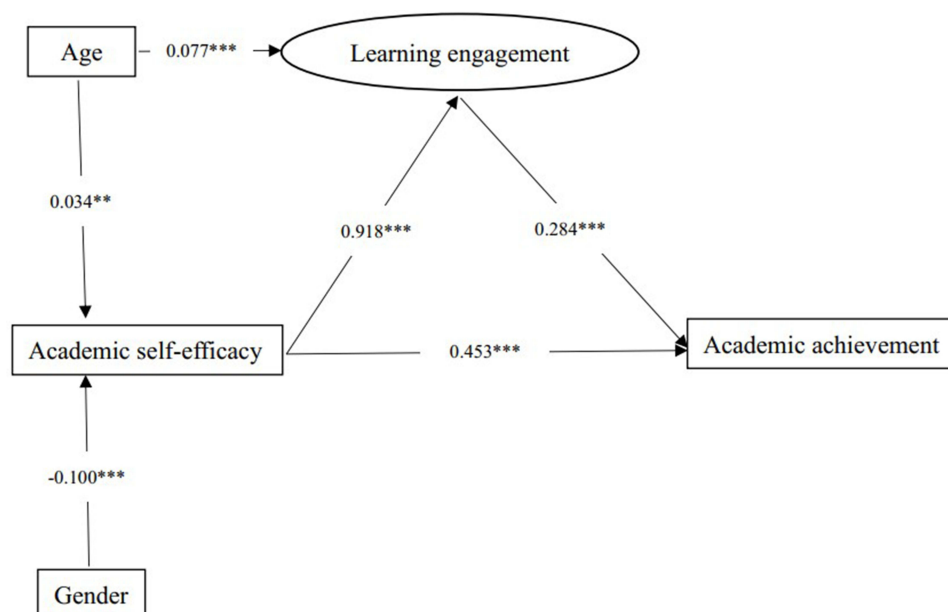 Age
0.077***
Learning engagement
0.034**
0.918***
0.284***
Academic self-efficacy
0.453***
Academic achievement
-0.100***
Gender